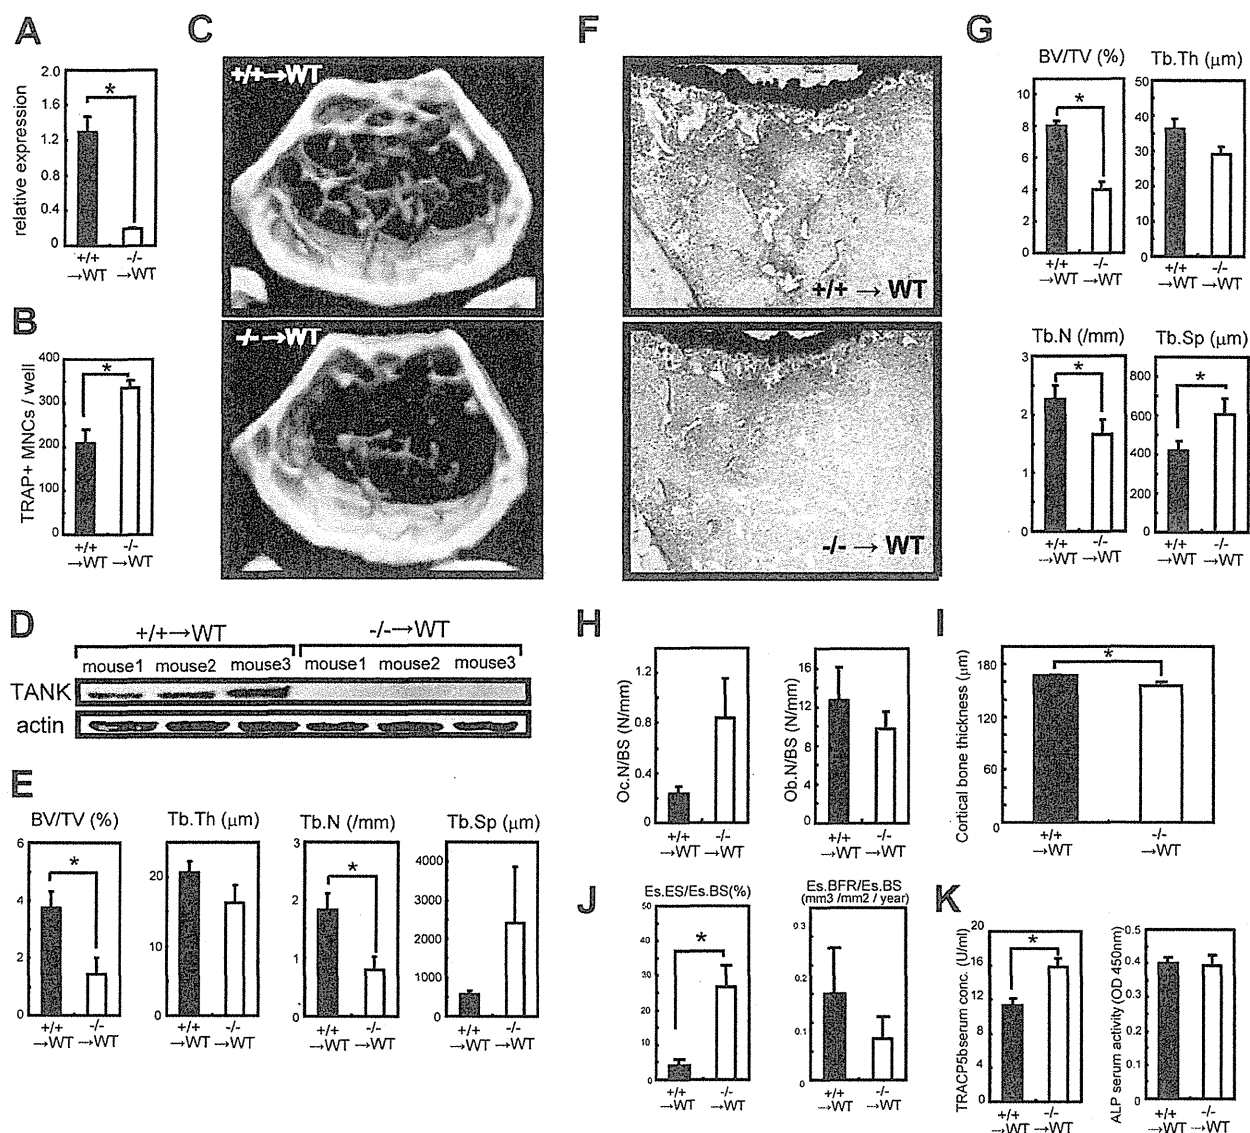 A
2.0
1.6
1.2
0.8
0.4
0
relative expression
*
+/+ -/-
→WT →WT
B
400
300
200
100
0
TRAP+ MNCs / well
*
+/+ -/-
→WT →WT
C
+/+→WT
-/-→WT
D
+/+→WT -/-→WT
mouse1 mouse2 mouse3 mouse1 mouse2 mouse3
TANK
actin
E
BV/TV (%)
6
4
2
0
*
+/+ -/-
→WT →WT
Tb.Th (μm)
20
10
0
+/+ -/-
→WT →WT
Tb.N (/mm)
3
2
1
0
*
+/+ -/-
→WT →WT
Tb.Sp (μm)
4000
3000
2000
1000
0
+/+ -/-
→WT →WT
F
+/+ → WT
-/- → WT
G
BV/TV (%)
10
8
6
4
2
0
*
+/+ -/-
→WT →WT
Tb.Th (μm)
50
40
30
20
10
0
+/+ -/-
→WT →WT
Tb.N (/mm)
3
2
1
0
*
+/+ -/-
→WT →WT
Tb.Sp (μm)
800
600
400
200
0
*
+/+ -/-
→WT →WT
H
Oc.N/BS (N/mm)
1.2
0.8
0.4
0
+/+ -/-
→WT →WT
Ob.N/BS (N/mm)
16
12
8
4
0
+/+ -/-
→WT →WT
I
Cortical bone thickness (μm)
180
120
60
0
*
+/+ -/-
→WT →WT
J
Es.ES/Es.BS(%)
50
40
30
20
10
0
*
+/+ -/-
→WT →WT
Es.BFR/Es.BS
(mm3 /mm2 / year)
0.3
0.2
0.1
0
+/+ -/-
→WT →WT
K
TRACP5bserum conc. (U/ml)
20
16
12
8
4
0
*
+/+ -/-
→WT →WT
ALP serum activity (OD 450nm)
0.5
0.4
0.3
0.2
0.1
0
+/+ -/-
→WT →WT